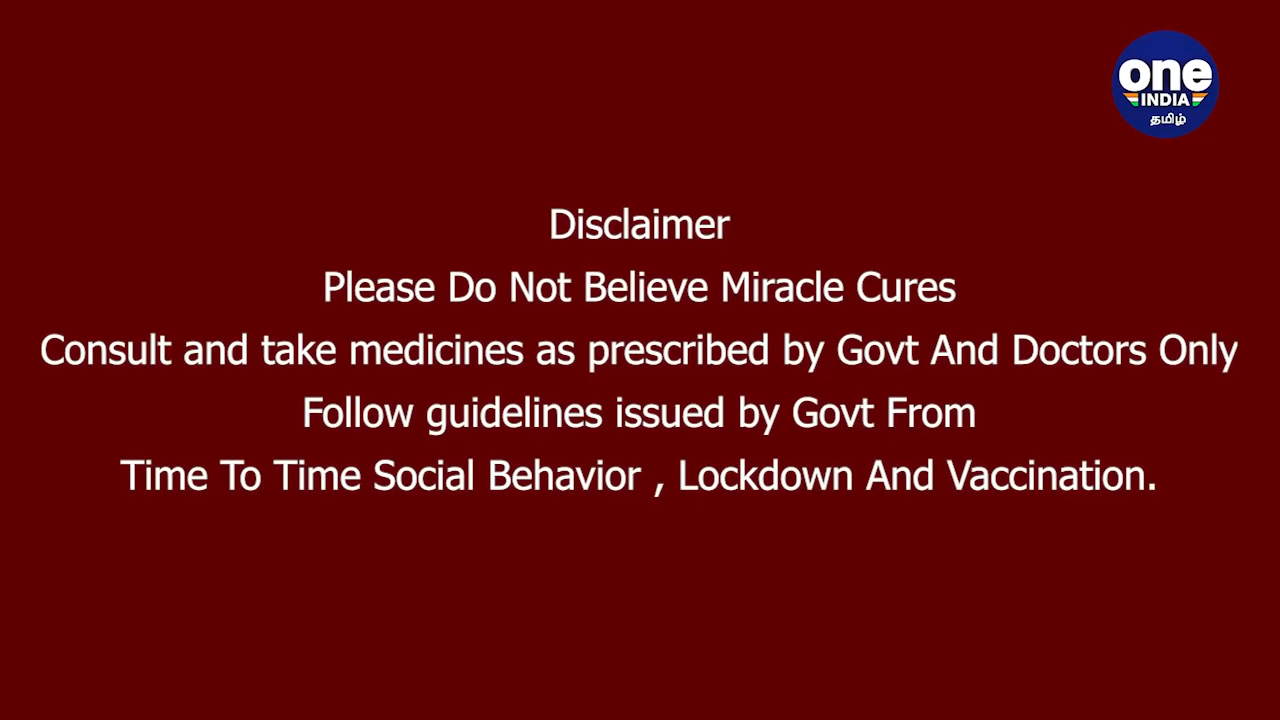 one
INDIA
தமிழ்
Disclaimer
Please Do Not Believe Miracle Cures
Consult and take medicines as prescribed by Govt And Doctors Only
Follow guidelines issued by Govt From
Time To Time Social Behavior , Lockdown And Vaccination.